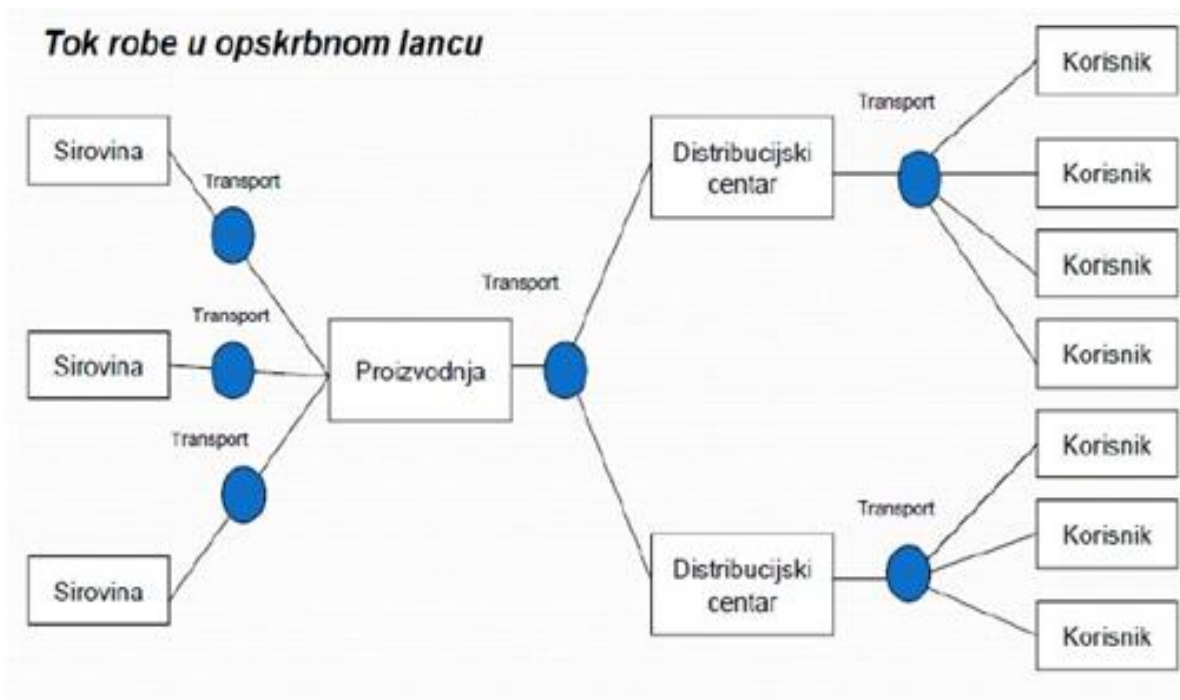 Tok robe u opskrbnom lancu
Sirovina
Transport
Sirovina
Transport
Sirovina
Transport
Proizvodnja
Transport
Distribucijski
centar
Transport
Distribucijski
centar
Transport
Korisnik
Korisnik
Korisnik
Korisnik
Korisnik
Korisnik
Korisnik